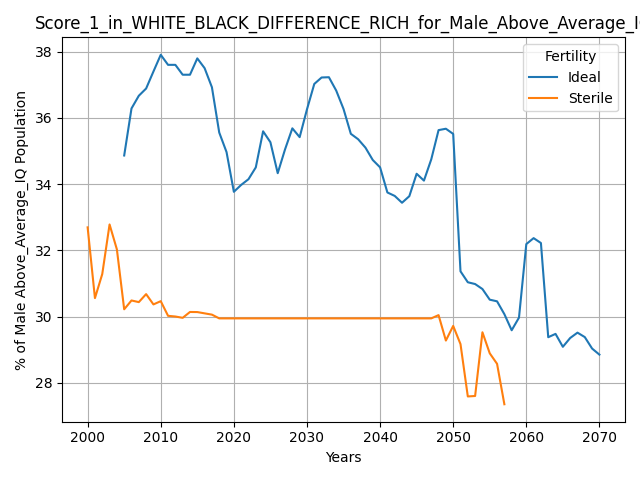 Score_1_in_WHITE_BLACK_DIFFERENCE_RICH_for_Male_Above_Average_I
Fertility
Ideal
Sterile
% of Male Above_Average_IQ Population
38
36
34
32
30
28
2000 2010 2020 2030 2040 2050 2060 2070
Years